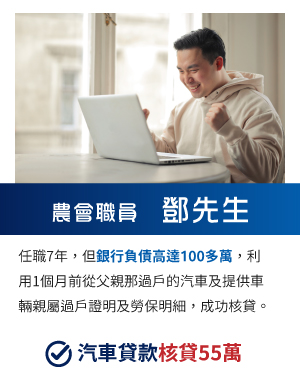 農會職員 鄧先生
任職7年，但銀行負債高達100多萬，利
用1個月前從父親那過戶的汽車及提供車
輛親屬過戶證明及勞保明細，成功核貸。
汽車貸款核貸55萬